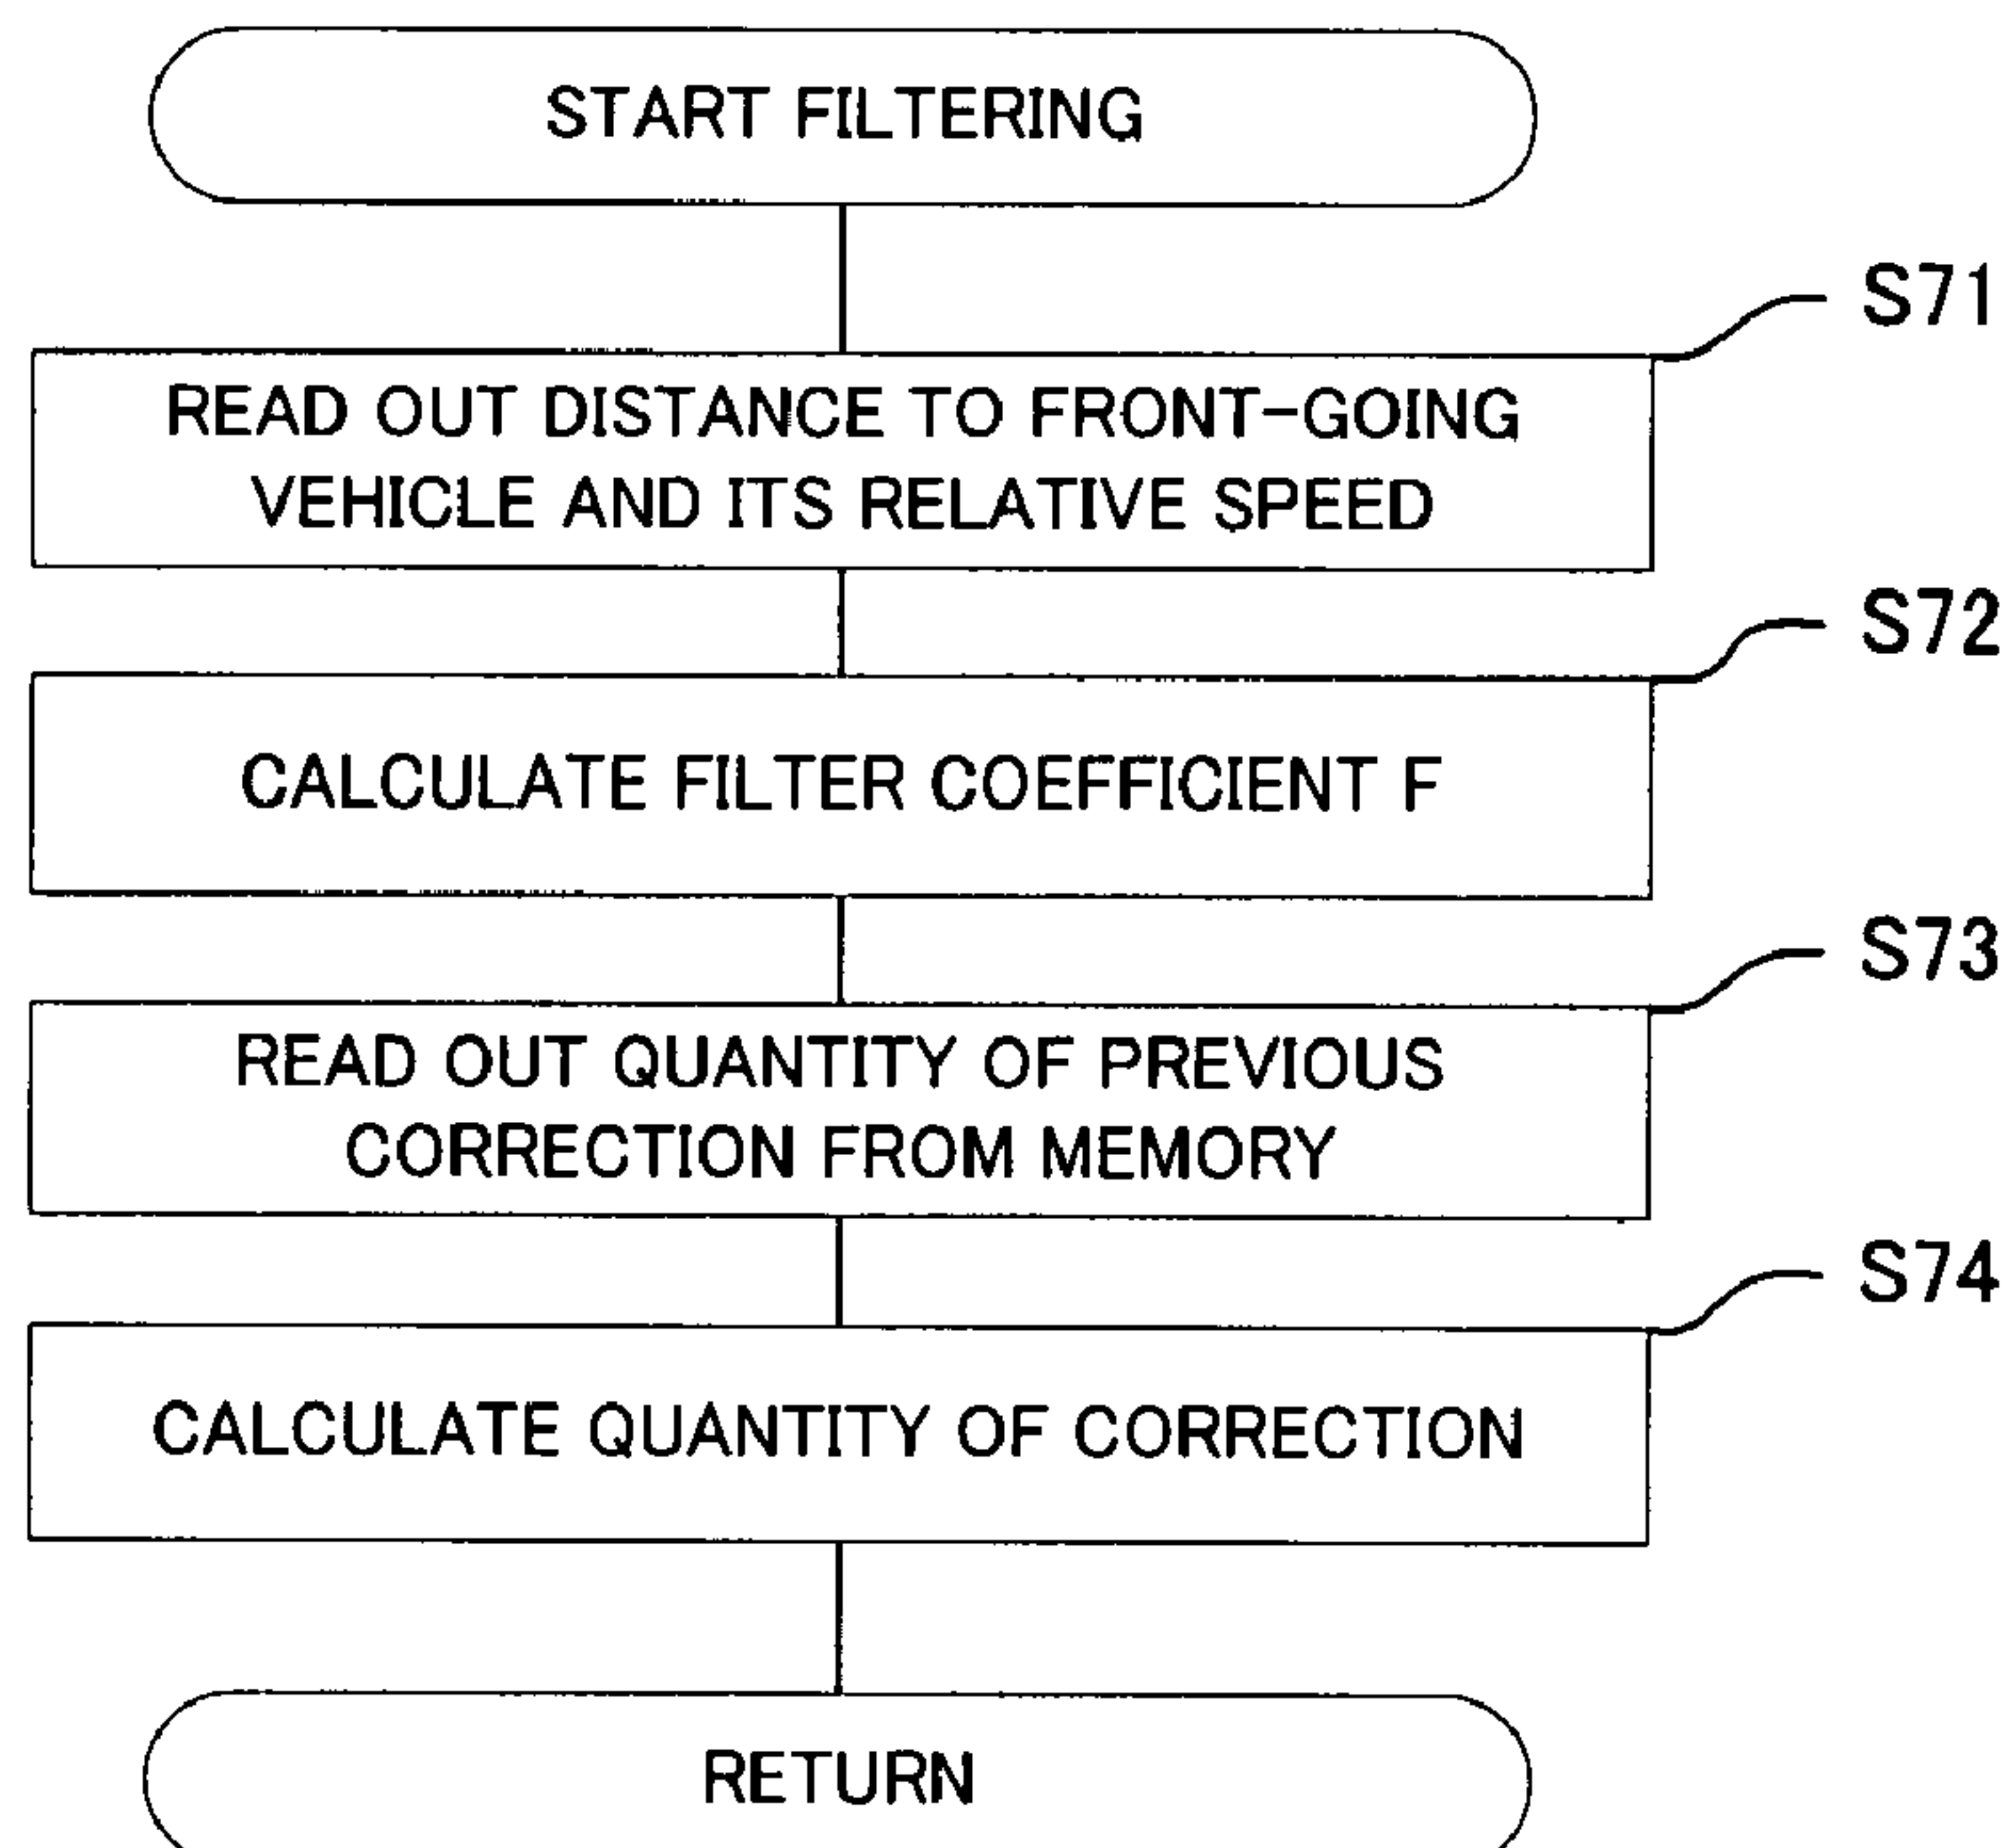 START FILTERING
S71
READ OUT DISTANCE TO FRONT-GOING
VEHICLE AND ITS RELATIVE SPEED
S72
CALCULATE FILTER COEFFICIENT F
S73
READ OUT QUANTITY OF PREVIOUS
CORRECTION FROM MEMORY
S74
CALCULATE QUANTITY OF CORRECTION
RETURN